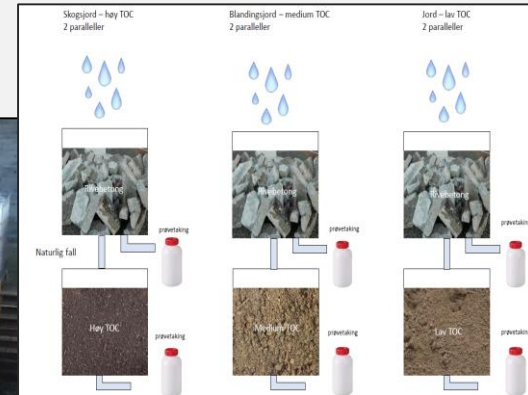 Skogsjord – høy TOC
2 paralleller
Blandingsjord – medium TOC
2 paralleller
Jord – lav TOC
2 paralleller
Rivebetong
Rivebetong
Rivebetong
prøvetaking
prøvetaking
prøvetaking
Naturlig fall
Høy TOC
Medium TOC
Lav TOC
prøvetaking
prøvetaking
prøvetaking